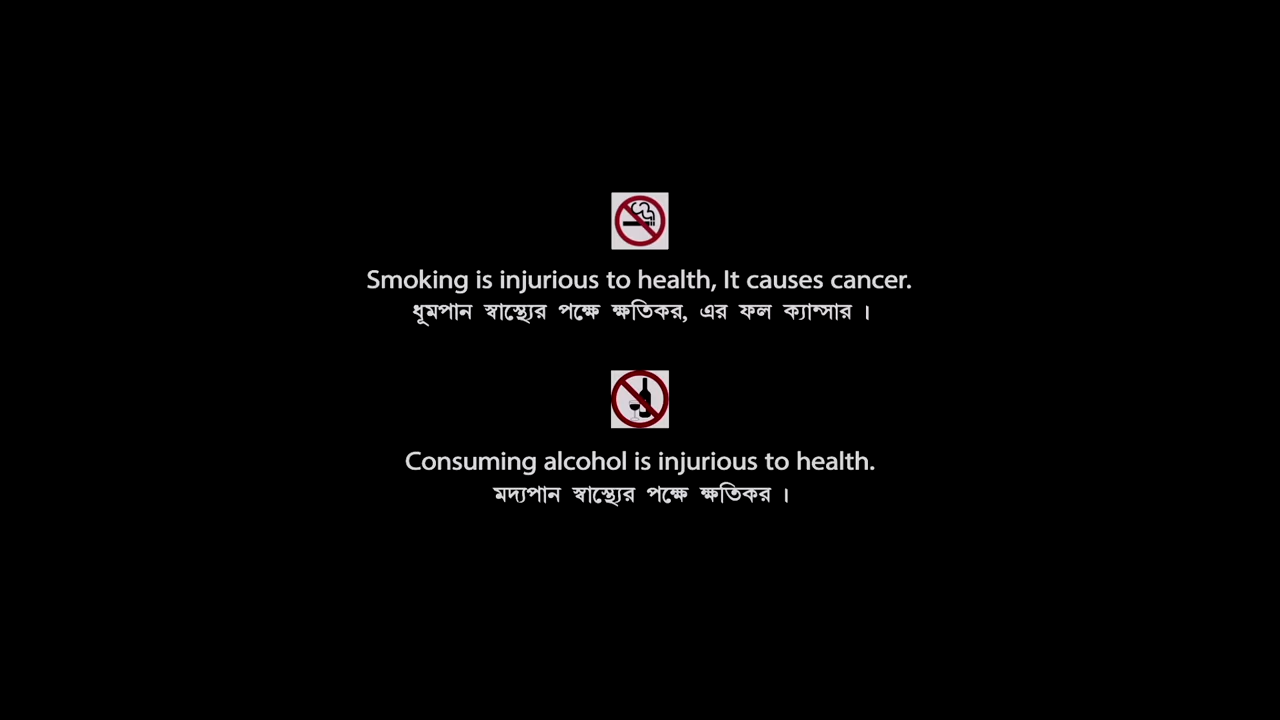 Smoking is injurious to health, It causes cancer.
ধূমপান স্বাস্থ্যের পক্ষে ক্ষতিকর, এর ফল ক্যান্সার ।
Consuming alcohol is injurious to health.
মদ্যপান স্বাস্থ্যের পক্ষে ক্ষতিকর ।